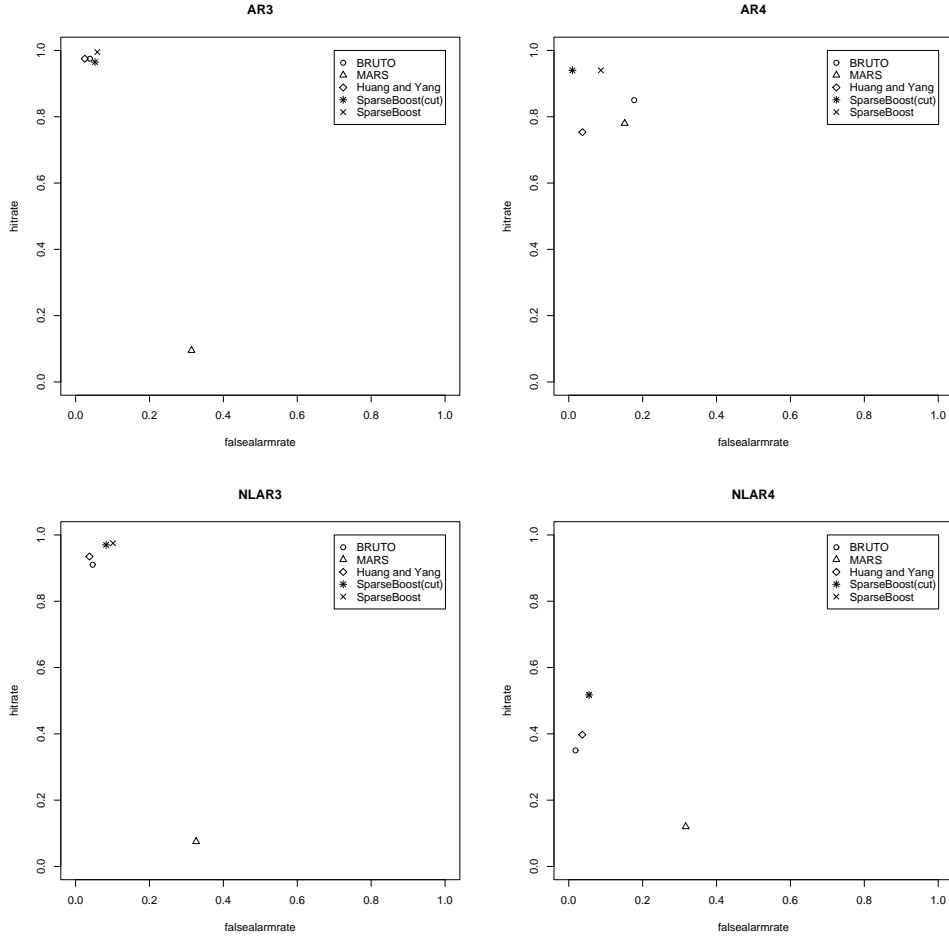 AR3
hitrate
1.0
0.8
0.6
0.4
0.2
0.0
BRUTO
MARS
Huang and Yang
SparseBoost(cut)
SparseBoost
0.0 0.2 0.4 0.6 0.8 1.0
falsealarmrate
AR4
hitrate
1.0
0.8
0.6
0.4
0.2
0.0
BRUTO
MARS
Huang and Yang
SparseBoost(cut)
SparseBoost
0.0 0.2 0.4 0.6 0.8 1.0
falsealarmrate
NLAR3
hitrate
1.0
0.8
0.6
0.4
0.2
0.0
BRUTO
MARS
Huang and Yang
SparseBoost(cut)
SparseBoost
0.0 0.2 0.4 0.6 0.8 1.0
falsealarmrate
NLAR4
hitrate
1.0
0.8
0.6
0.4
0.2
0.0
BRUTO
MARS
Huang and Yang
SparseBoost(cut)
SparseBoost
0.0 0.2 0.4 0.6 0.8 1.0
falsealarmrate